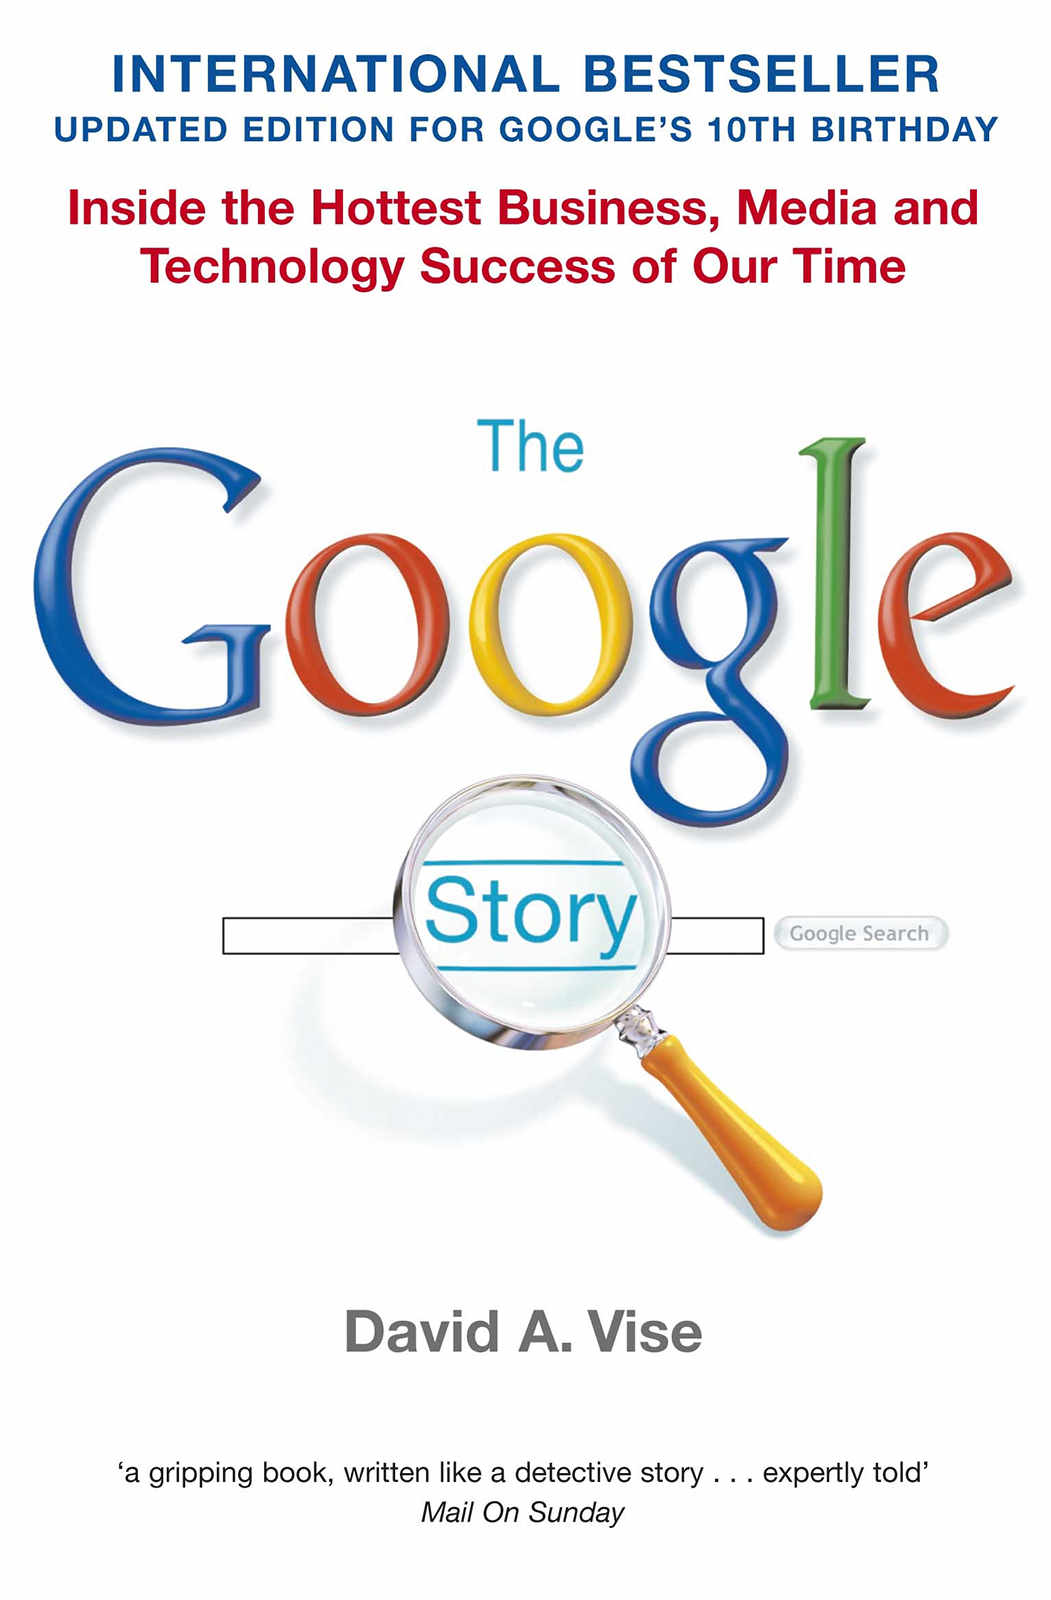 INTERNATIONAL BESTSELLER
UPDATED EDITION FOR GOOGLE’S 10TH BIRTHDAY
Inside the Hottest Business, Media and
Technology Success of Our Time
The
Google
Story
Google Search
David A. Vise
‘a gripping book, written like a detective story . . . expertly told’
Mail On Sunday